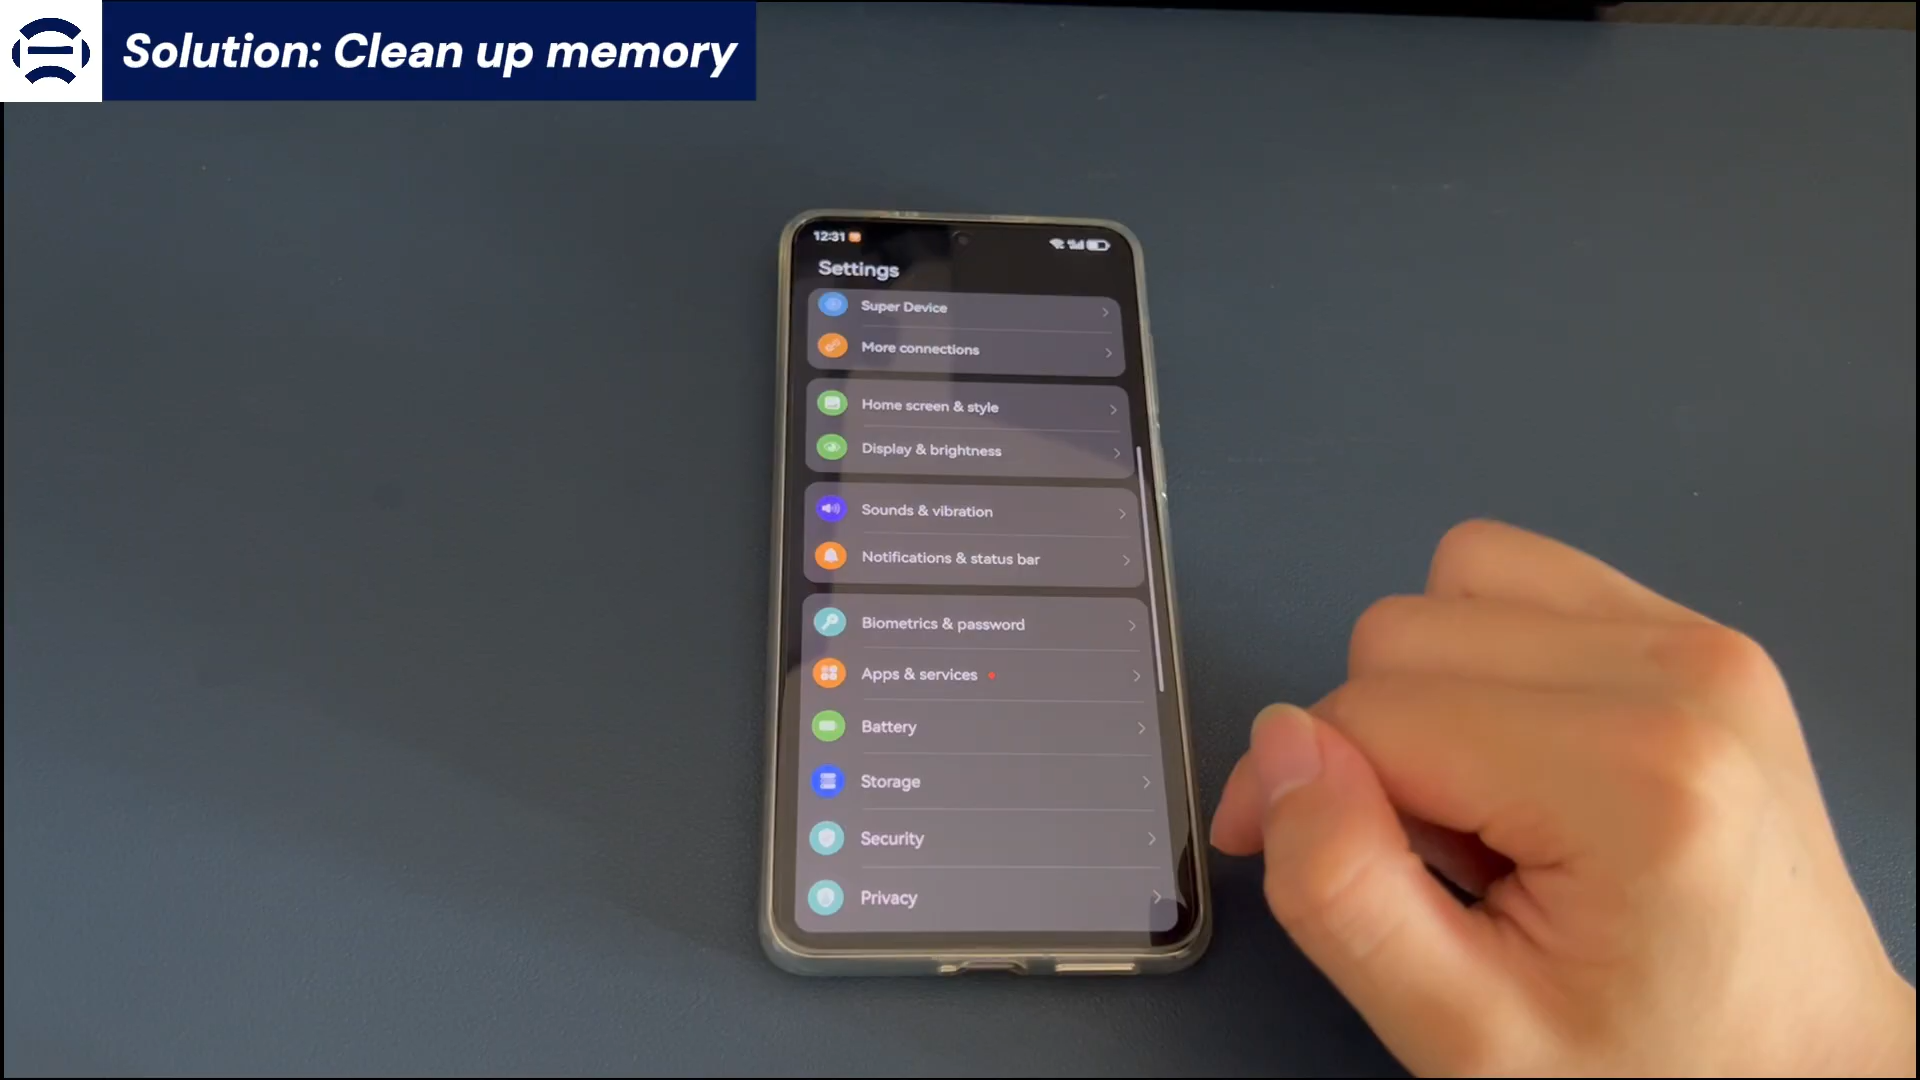 Solution: Clean up memory
12:31
Settings
Super Device
More connections
Home screen & style
Display & brightness
Sounds & vibration
Notifications & status bar
Biometrics & password
Apps & services
Battery
Storage
Security
Privacy